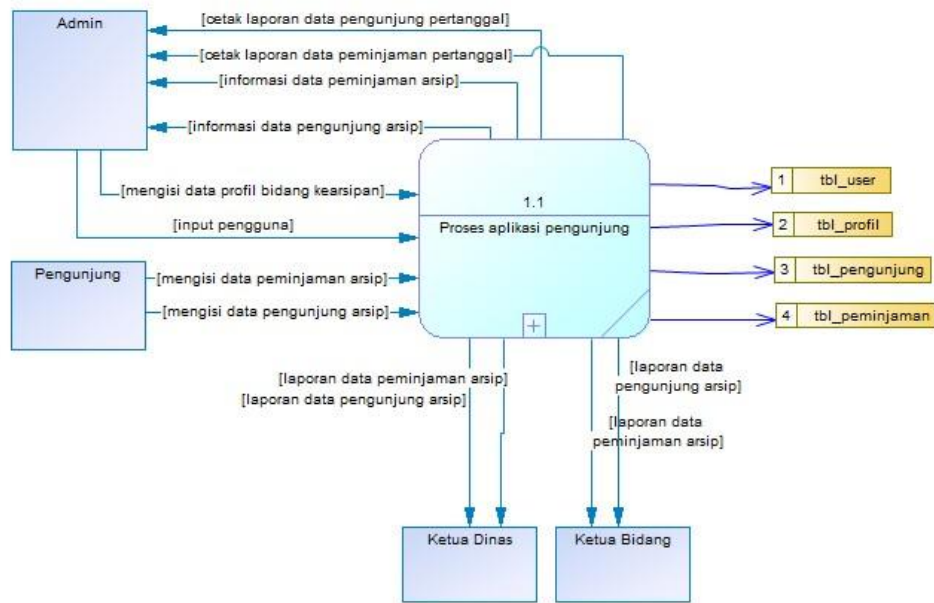 Admin
[cetak laporan data pengunjung pertanggal]
[cetak laporan data peminjaman pertanggal]
[informasi data peminjaman arsip]
[informasi data pengunjung arsip]
[mengisi data profil bidang kearsipan]
[input pengguna]
1.1
Proses aplikasi pengunjung
1 tbl_user
2 tbl_profil
3 tbl_pengunjung
4 tbl_peminjaman
Pengunjung
[mengisi data peminjaman arsip]
[mengisi data pengunjung arsip]
[laporan data peminjaman arsip]
[laporan data pengunjung arsip]
[laporan data
pengunjung arsip]
[laporan data
peminjaman arsip]
Ketua Dinas
Ketua Bidang